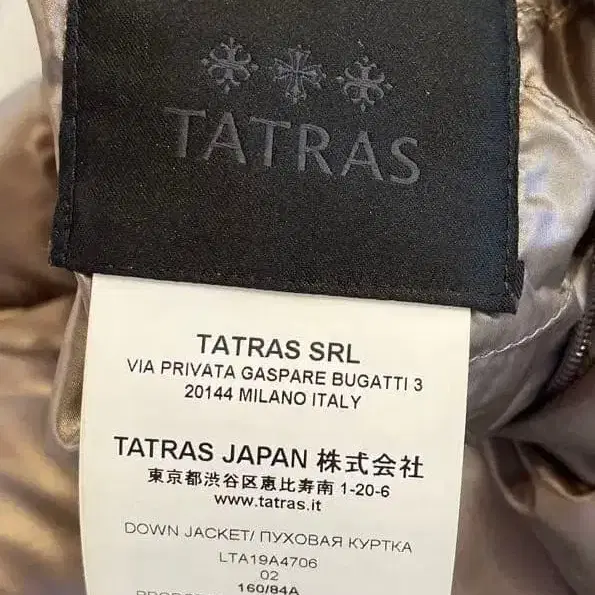 TATRAS
TATRAS SRL
VIA PRIVATA GASPARE BUGATTI 3
20144 MILANO ITALY
TATRAS JAPAN 株式会社
東京都渋谷区恵比寿南 1-20-6
www.tatras.it
DOWN JACKET/ ПУХОВАЯ КУРТКА
LTA19A4706
02
160/84A